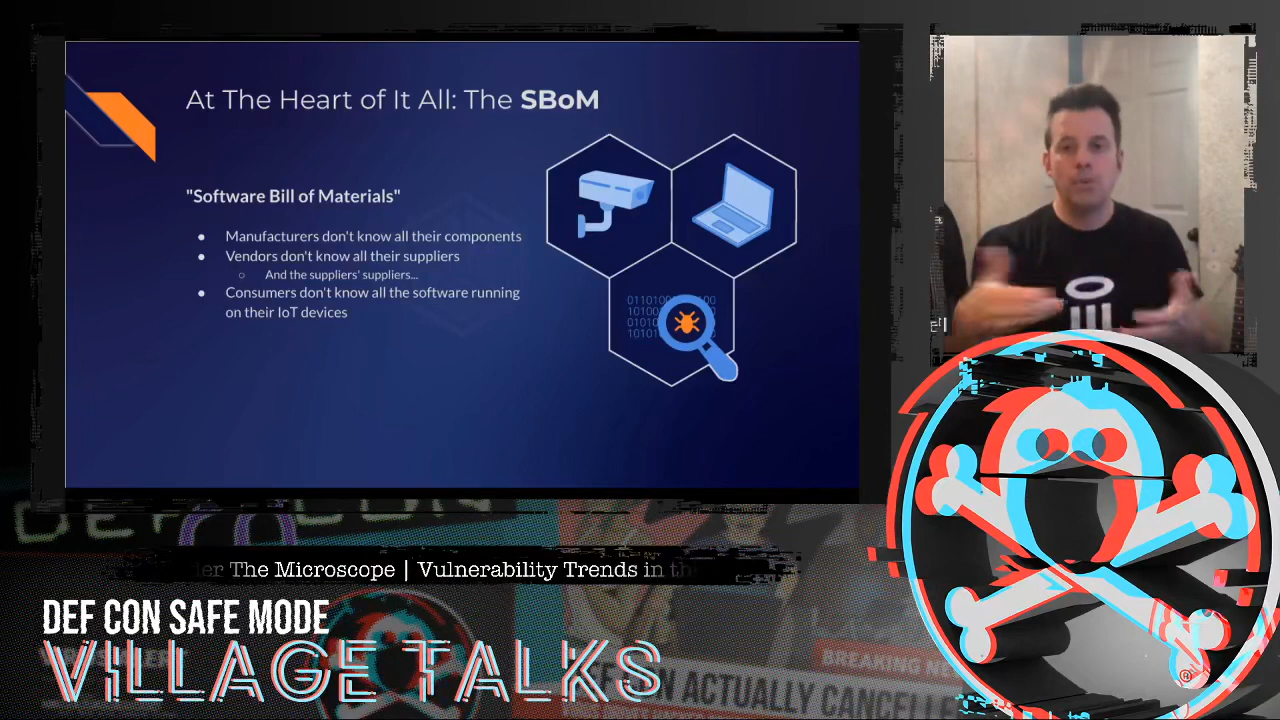 At The Heart of It All: The SBoM
"Software Bill of Materials"
Manufacturers don't know all their components
Vendors don't know all their suppliers
And the suppliers' suppliers...
Consumers don't know all the software running
on their IoT devices
The Microscope | Vulnerability Trends in
DEF CON SAFE MODE
VILLAGE TALKS
DEF CON
BREAKING
ACTUALLY
®